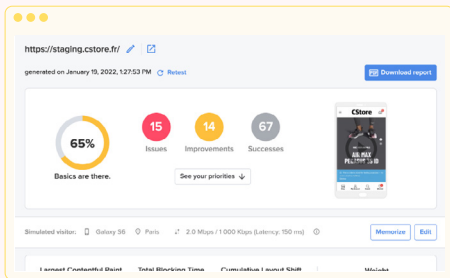 https://staging.cstore.fr/
generated on January 19, 2022, 1:27:53 PM Retest
Download report
65%
Basics are there.
15
Issues
14
Improvements
67
Successes
See your priorities
CStore
AIR MAX
Simulated visitor: Galaxy S6 Paris 2.0 Mbps / 1 000 Kbps (Latency: 150 ms)
Memorize
Edit
Largest Contentful Paint Total Blocking Time Cumulative Layout Shift Weight